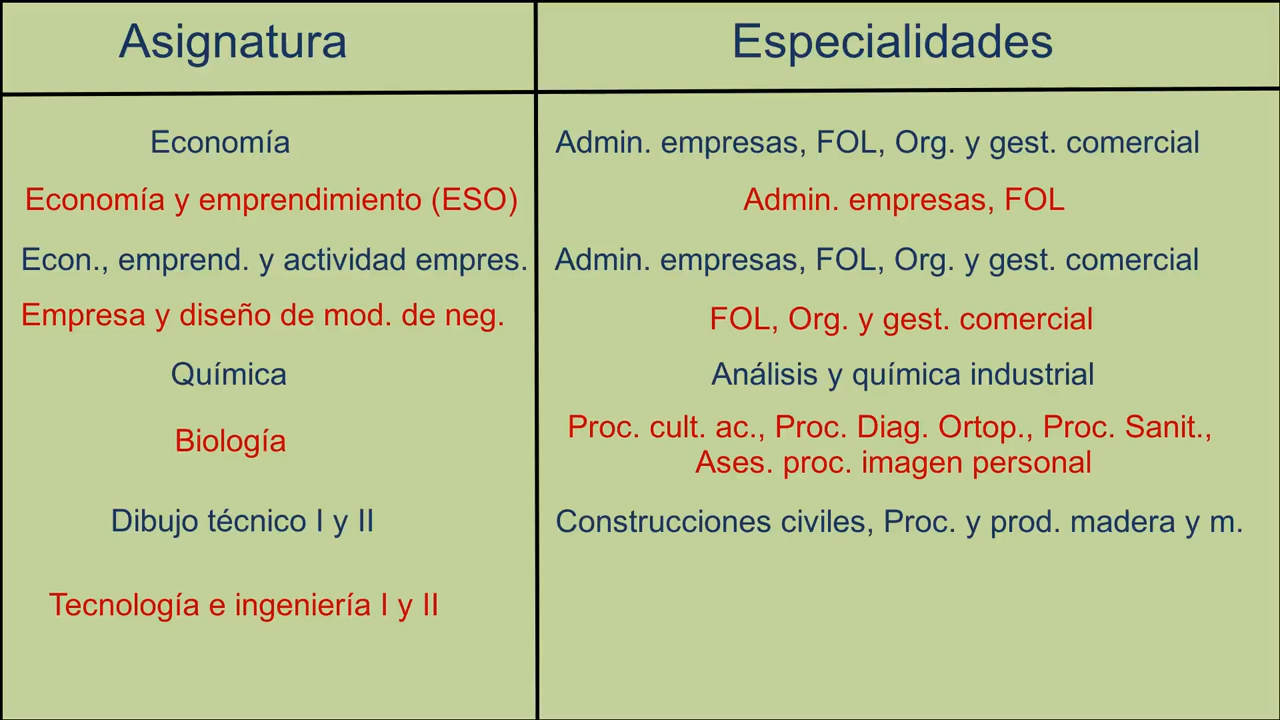 Asignatura
Especialidades
Economía
Admin. empresas, FOL, Org. y gest. comercial
Economía y emprendimiento (ESO)
Admin. empresas, FOL
Econ., emprend. y actividad empres.
Admin. empresas, FOL, Org. y gest. comercial
Empresa y diseño de mod. de neg.
FOL, Org. y gest. comercial
Química
Análisis y química industrial
Biología
Proc. cult. ac., Proc. Diag. Ortop., Proc. Sanit.,
Ases. proc. imagen personal
Dibujo técnico I y II
Construcciones civiles, Proc. y prod. madera y m.
Tecnología e ingeniería I y II